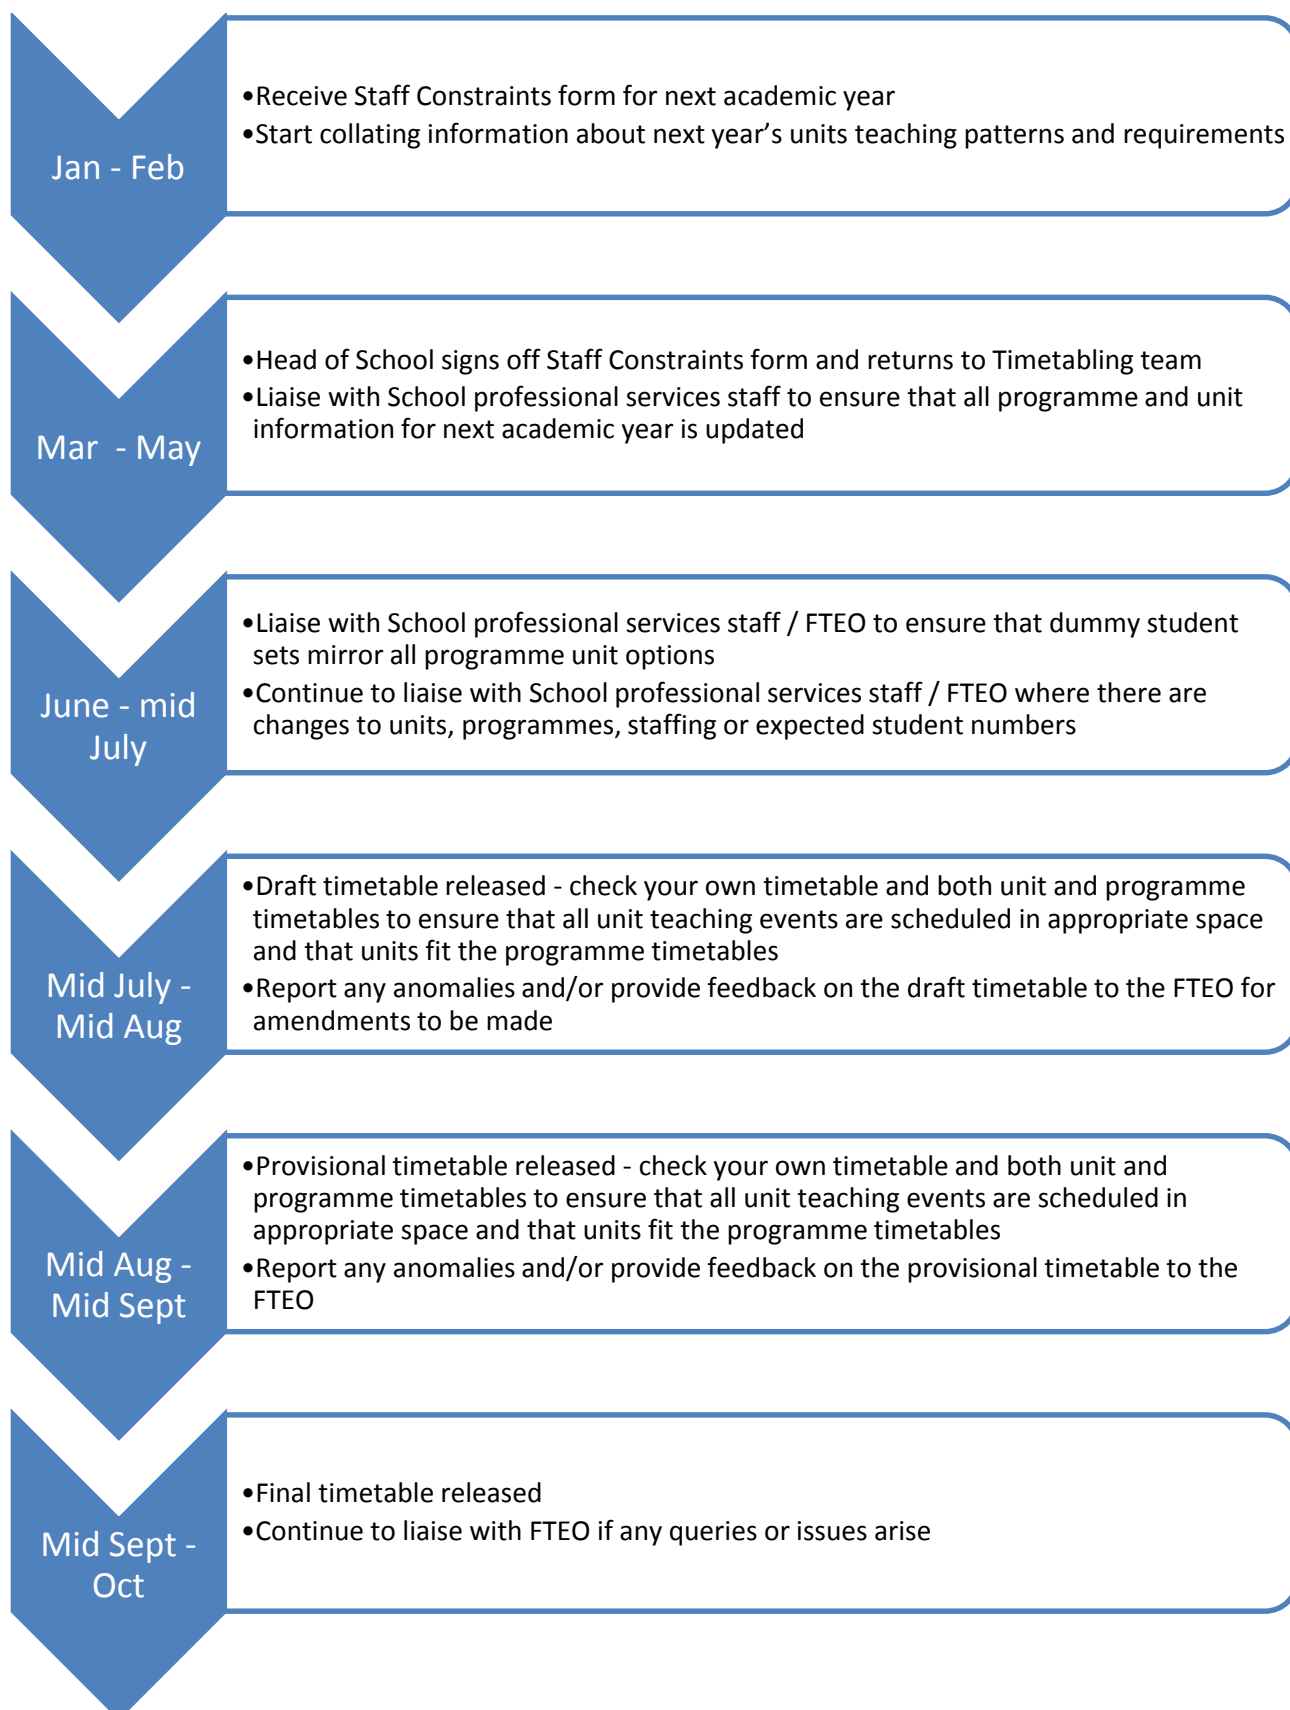 Jan - Feb
•Receive Staff Constraints form for next academic year
•Start collating information about next year’s units teaching patterns and requirements
Mar - May
•Head of School signs off Staff Constraints form and returns to Timetabling team
•Liaise with School professional services staff to ensure that all programme and unit
information for next academic year is updated
June - mid
July
•Liaise with School professional services staff / FTEO to ensure that dummy student
sets mirror all programme unit options
•Continue to liaise with School professional services staff / FTEO where there are
changes to units, programmes, staffing or expected student numbers
Mid July -
Mid Aug
•Draft timetable released - check your own timetable and both unit and programme
timetables to ensure that all unit teaching events are scheduled in appropriate space
and that units fit the programme timetables
•Report any anomalies and/or provide feedback on the draft timetable to the FTEO for
amendments to be made
Mid Aug -
Mid Sept
•Provisional timetable released - check your own timetable and both unit and
programme timetables to ensure that all unit teaching events are scheduled in
appropriate space and that units fit the programme timetables
•Report any anomalies and/or provide feedback on the provisional timetable to the
FTEO
Mid Sept -
Oct
•Final timetable released
•Continue to liaise with FTEO if any queries or issues arise